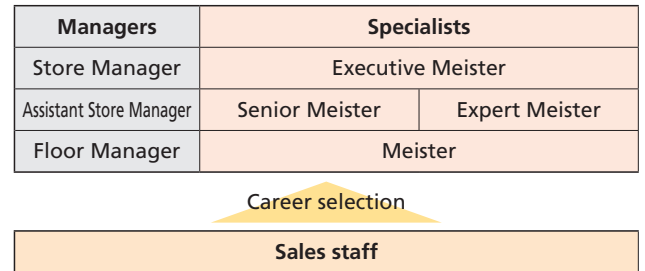 Managers Specialists
Store Manager Executive Meister
Assistant Store Manager Senior Meister Expert Meister
Floor Manager Meister
Career selection
Sales staff